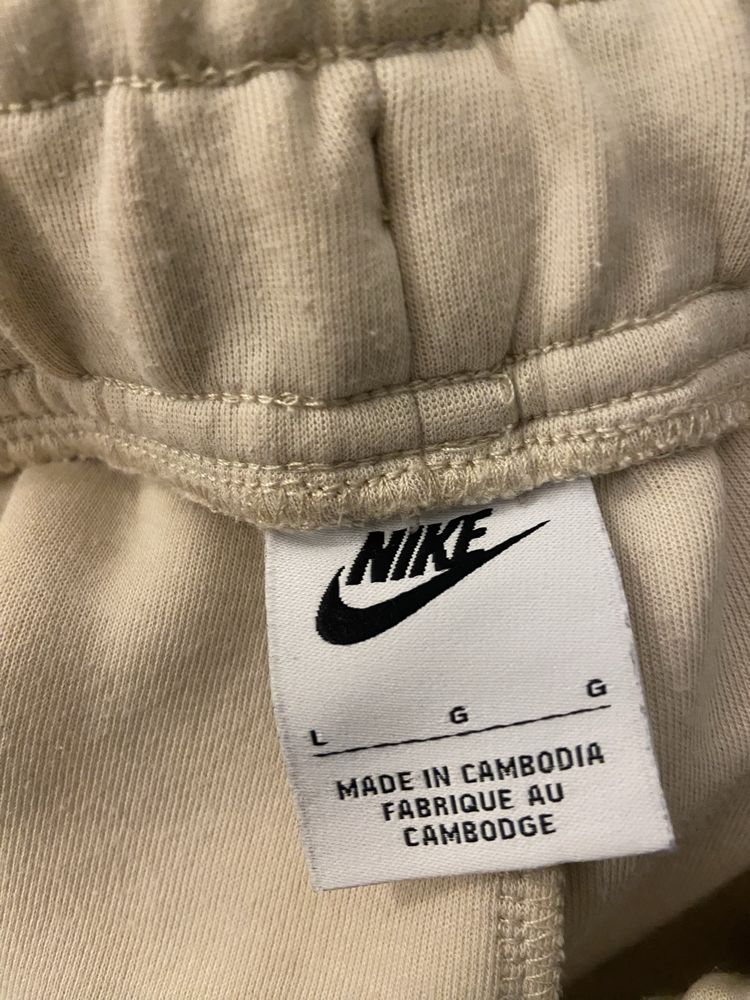 NIKE
L G G
MADE IN CAMBODIA
FABRIQUE AU
CAMBODGE